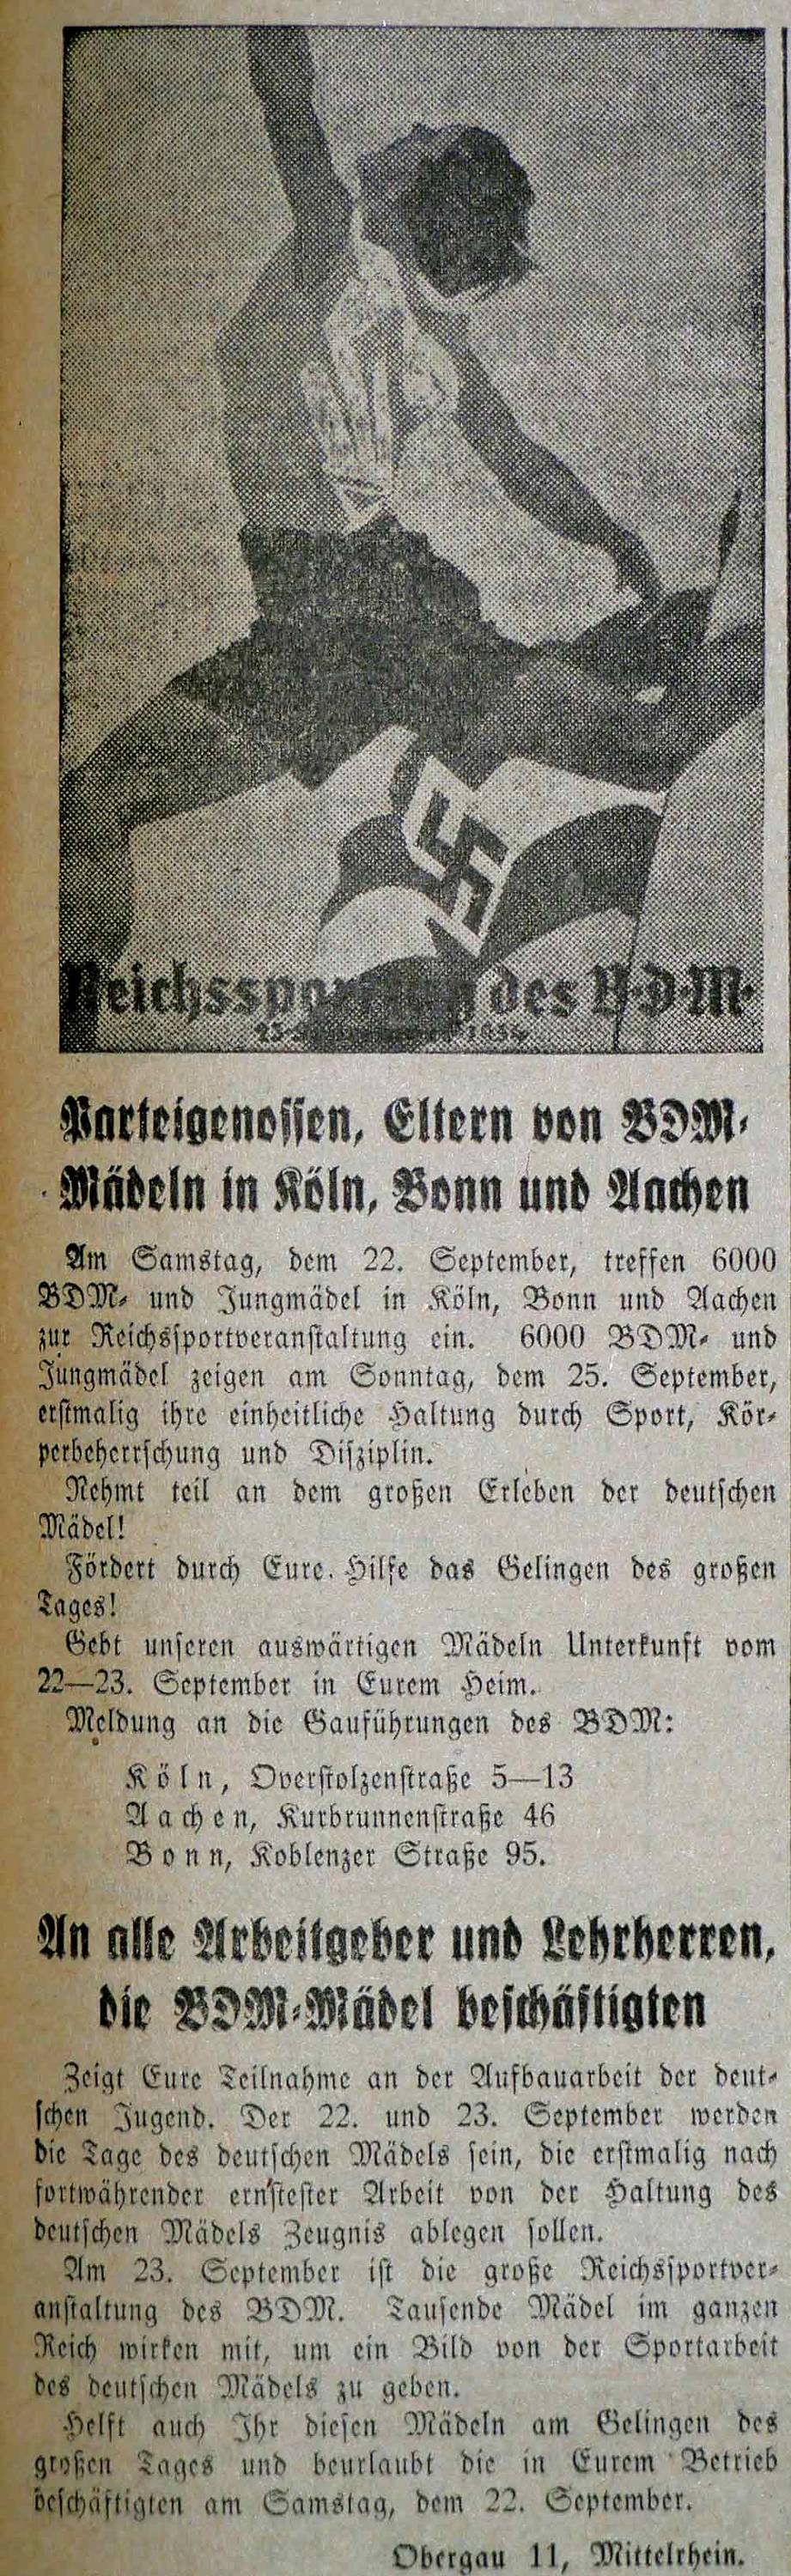 Reichssporttag des B·D·M·
23. September 1934
Parteigenossen, Eltern von BDM-
Mädeln in Köln, Bonn und Aachen
Am Samstag, dem 22. September, treffen 6000
BDM- und Jungmädel in Köln, Bonn und Aachen
zur Reichssportveranstaltung ein. 6000 BDM- und
Jungmädel zeigen am Sonntag, dem 25. September,
erstmalig ihre einheitliche Haltung durch Sport, Kör-
perbeherrschung und Disziplin.
Nehmt teil an dem großen Erleben der deutschen
Mädel!
Fördert durch Eure Hilfe das Gelingen des großen
Tages!
Gebt unseren auswärtigen Mädeln Unterkunft vom
22—23. September in Eurem Heim.
Meldung an die Gauführungen des BDM:
Köln, Overstolzenstraße 5—13
Aachen, Kurbrunnenstraße 46
Bonn, Koblenzer Straße 95.
An alle Arbeitgeber und Lehrherren,
die BDM-Mädel beschäftigten
Zeigt Eure Teilnahme an der Aufbauarbeit der deut-
schen Jugend. Der 22. und 23. September werden
die Tage des deutschen Mädels sein, die erstmalig nach
fortwährender ernstester Arbeit von der Haltung des
deutschen Mädels Zeugnis ablegen sollen.
Am 23. September ist die große Reichssportver-
anstaltung des BDM. Tausende Mädel im ganzen
Reich wirken mit, um ein Bild von der Sportarbeit
des deutschen Mädels zu geben.
Helft auch Ihr diesen Mädeln am Gelingen des
großen Tages und beurlaubt die in Eurem Betrieb
beschäftigten am Samstag, dem 22. September.
Obergau 11, Mittelrhein.